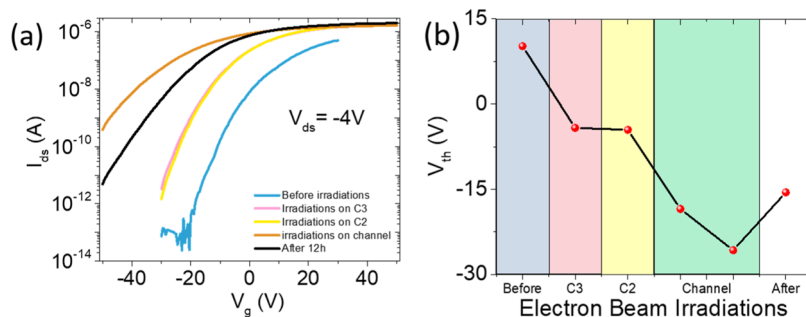 (a)
10⁻⁴
10⁻⁶
10⁻⁸
10⁻¹⁰
10⁻¹²
10⁻¹⁴
I_ds (A)
V_ds= -4V
Before irradiations
Irradiations on C3
Irradiations on C2
irradiations on channel
After 12h
-40 -20 0 20 40
V_g (V)
(b)
15
0
-15
-30
V_th (V)
Before C3 C2 Channel After
Electron Beam Irradiations